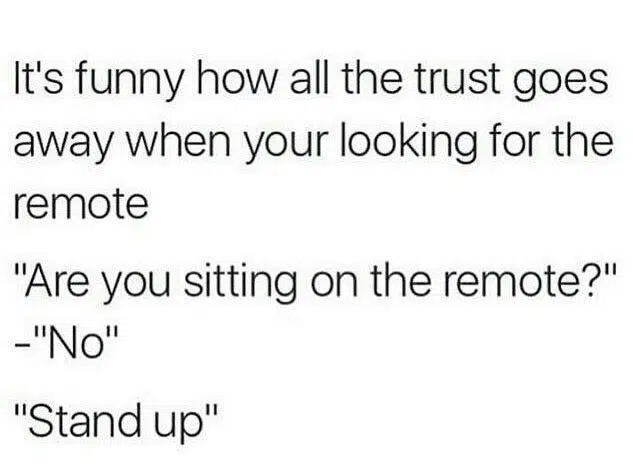 It's funny how all the trust goes
away when your looking for the
remote
"Are you sitting on the remote?"
-"No"
"Stand up"